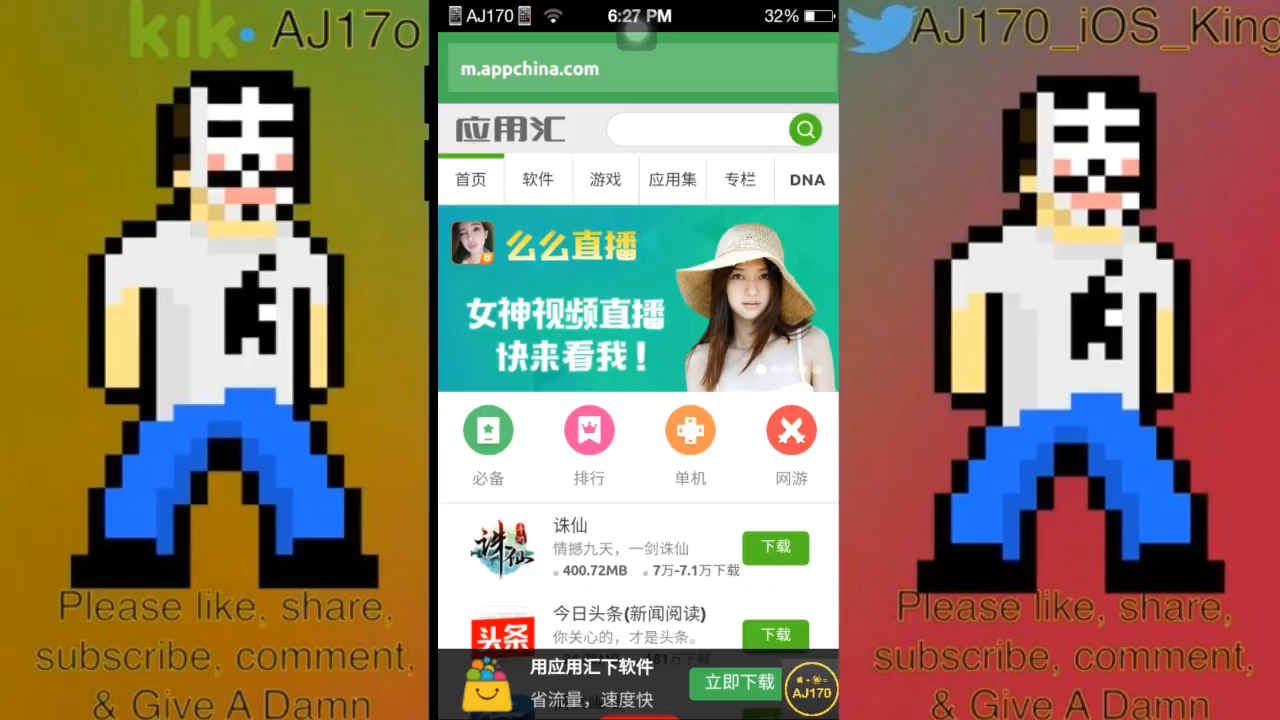 kik• AJ17o
AJ170
6:27 PM
32%
AJ170_iOS_King
m.appchina.com
应用汇
首页
软件
游戏
应用集
专栏
DNA
么么直播
女神视频直播
快来看我！
必备
排行
单机
网游
诛仙
诛仙
情撼九天，一剑诛仙
400.72MB
7万-7.1万下载
下载
今日头条(新闻阅读)
头条
你关心的，才是头条。
下载
用应用汇下软件
省流量，速度快
立即下载
AJ170
Please like, share,
subscribe, comment,
& Give A Damn
Please like, share,
subscribe, comment,
& Give A Damn